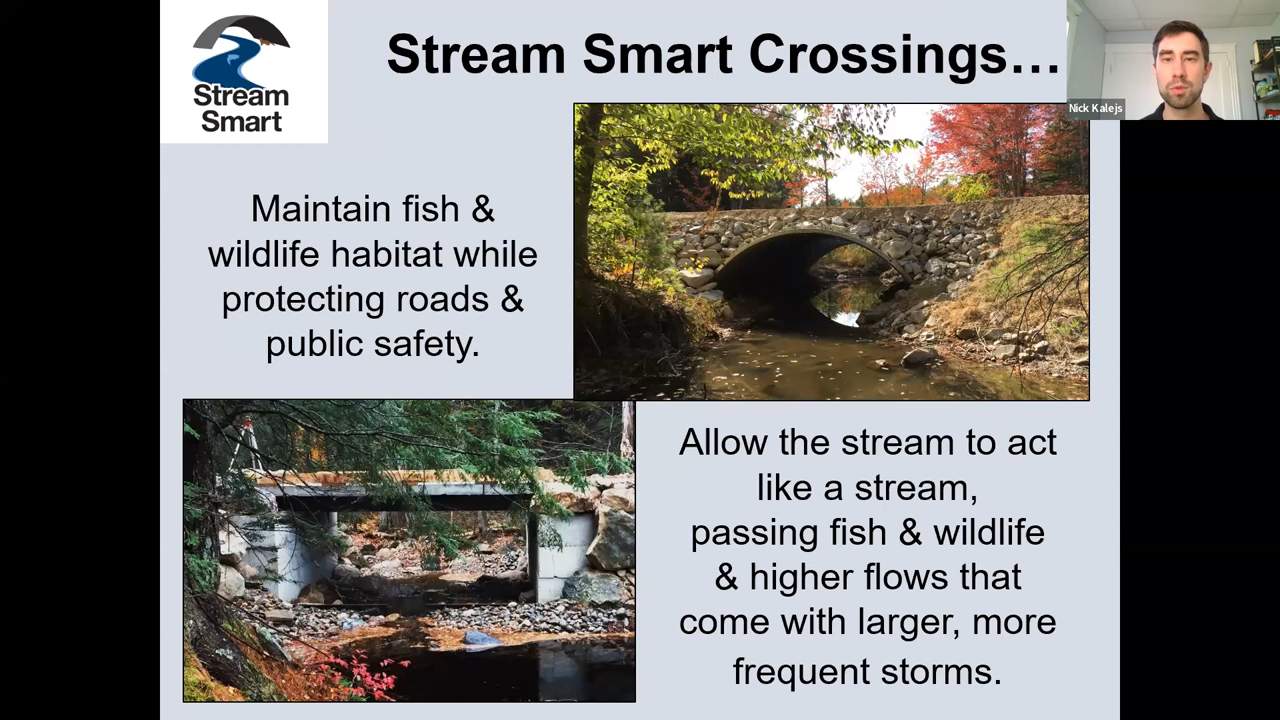 Stream
Smart
Stream Smart Crossings…
Nick Kalejs
Maintain fish &
wildlife habitat while
protecting roads &
public safety.
Allow the stream to act
like a stream,
passing fish & wildlife
& higher flows that
come with larger, more
frequent storms.